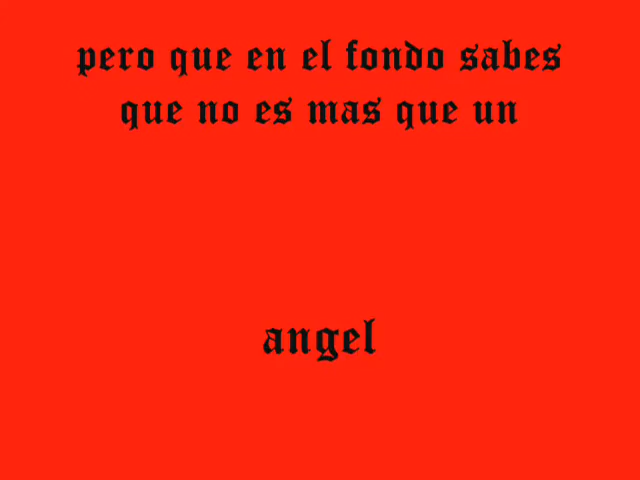 pero que en el fondo sabes
que no es mas que un
angel